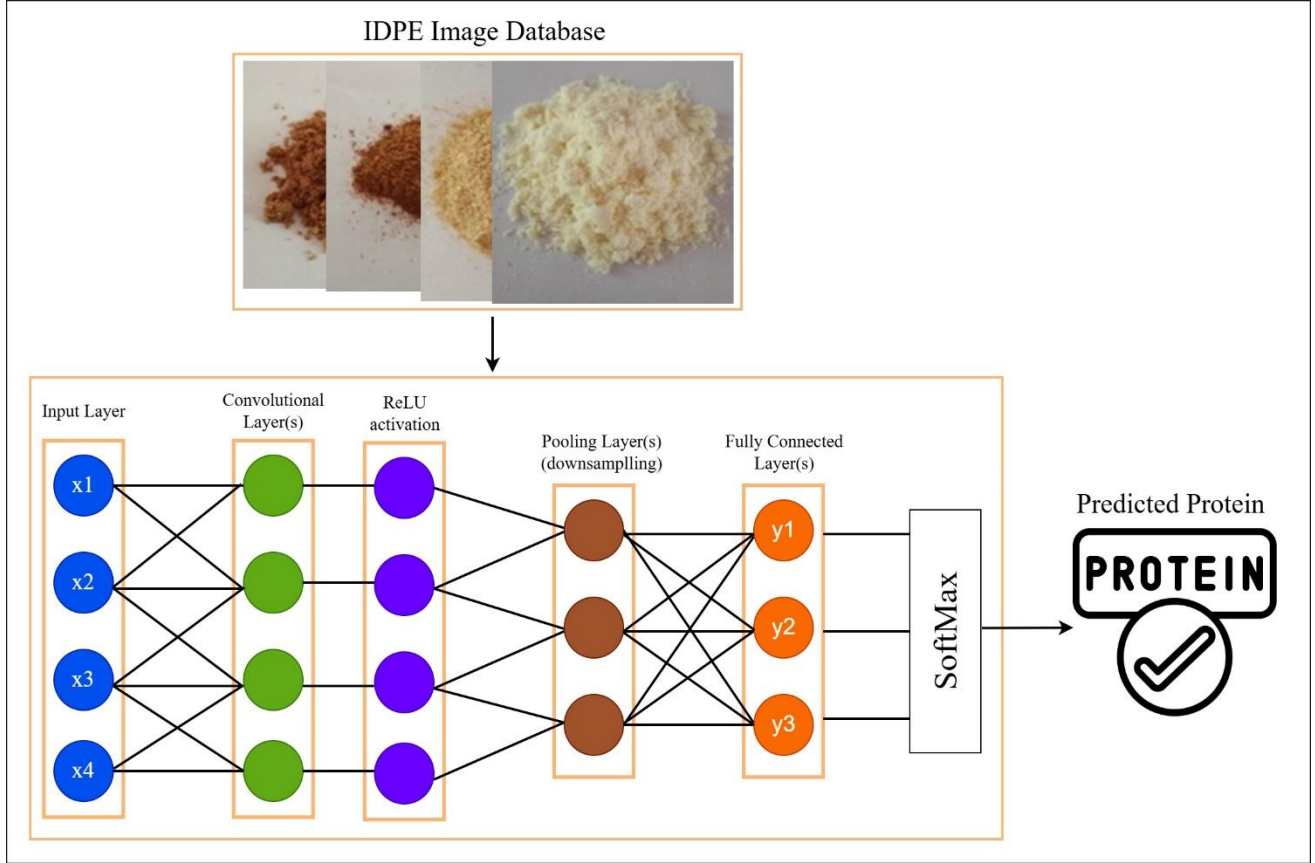 IDPE Image Database
Input Layer
Convolutional
Layer(s)
ReLU
activation
Pooling Layer(s)
(downsamplling)
Fully Connected
Layer(s)
x1
x2
x3
x4
y1
y2
y3
SoftMax
Predicted Protein
PROTEIN